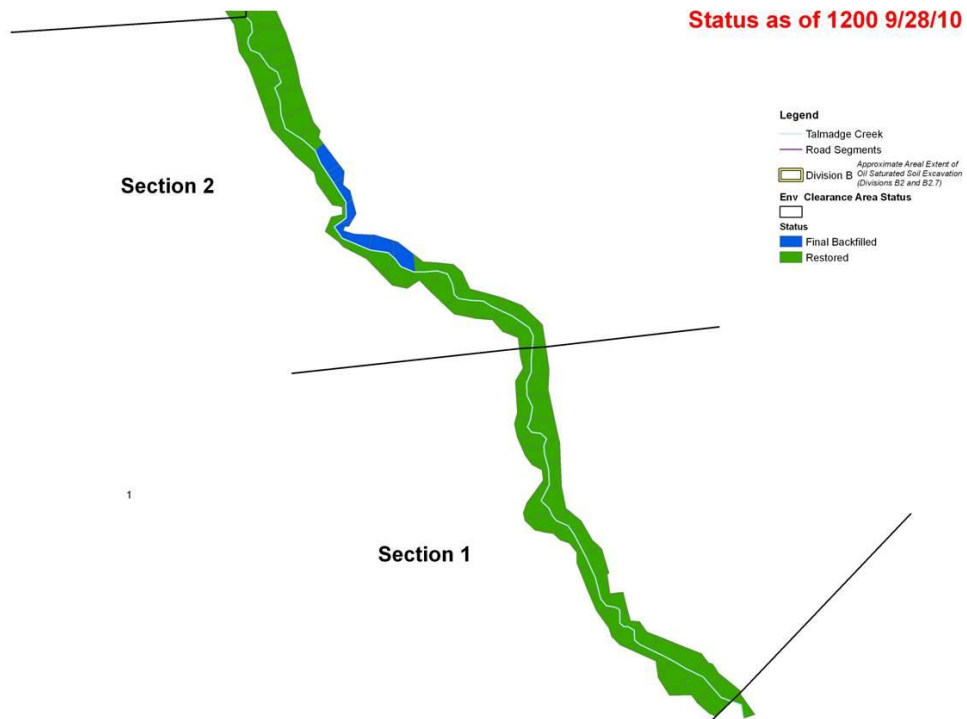 Status as of 1200 9/28/10
Legend
Talmadge Creek
Road Segments
Division B Approximate Areal Extent of
Oil Saturated Soil Excavation
(Divisions B2 and B2.7)
Env Clearance Area Status
Status
Final Backfilled
Restored
Section 2
1
Section 1